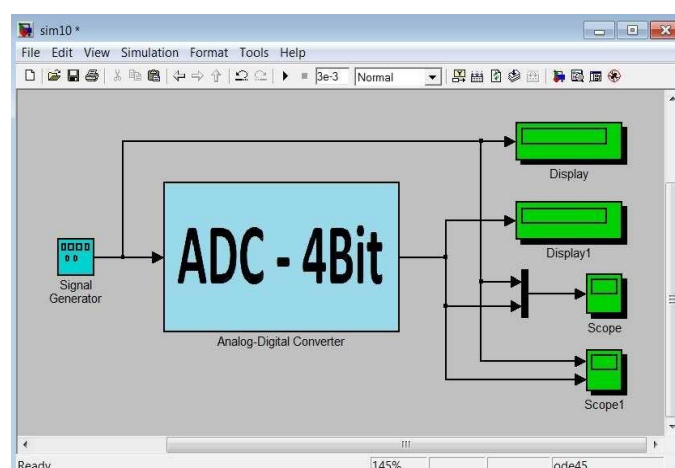 sim10 *
File Edit View Simulation Format Tools Help
3e-3 Normal
Display
ADC - 4Bit
Display1
Signal
Generator
Scope
Analog-Digital Converter
Scope1
Ready 145% ode45